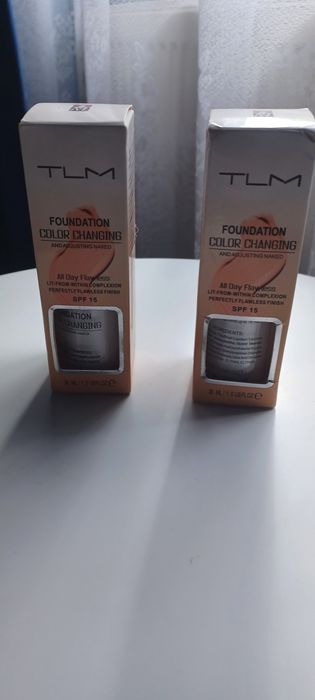 TLM
FOUNDATION
COLOR CHANGING
AND ADJUSTING NAKED
All Day Flawless
LIT-FROM-WITHIN COMPLEXION
PERFECTLY FLAWLESS FINISH
SPF 15
DATION
CHANGING
TLM
FOUNDATION
COLOR CHANGING
AND ADJUSTING NAKED
All Day Flawless
LIT-FROM-WITHIN COMPLEXION
PERFECTLY FLAWLESS FINISH
SPF 15